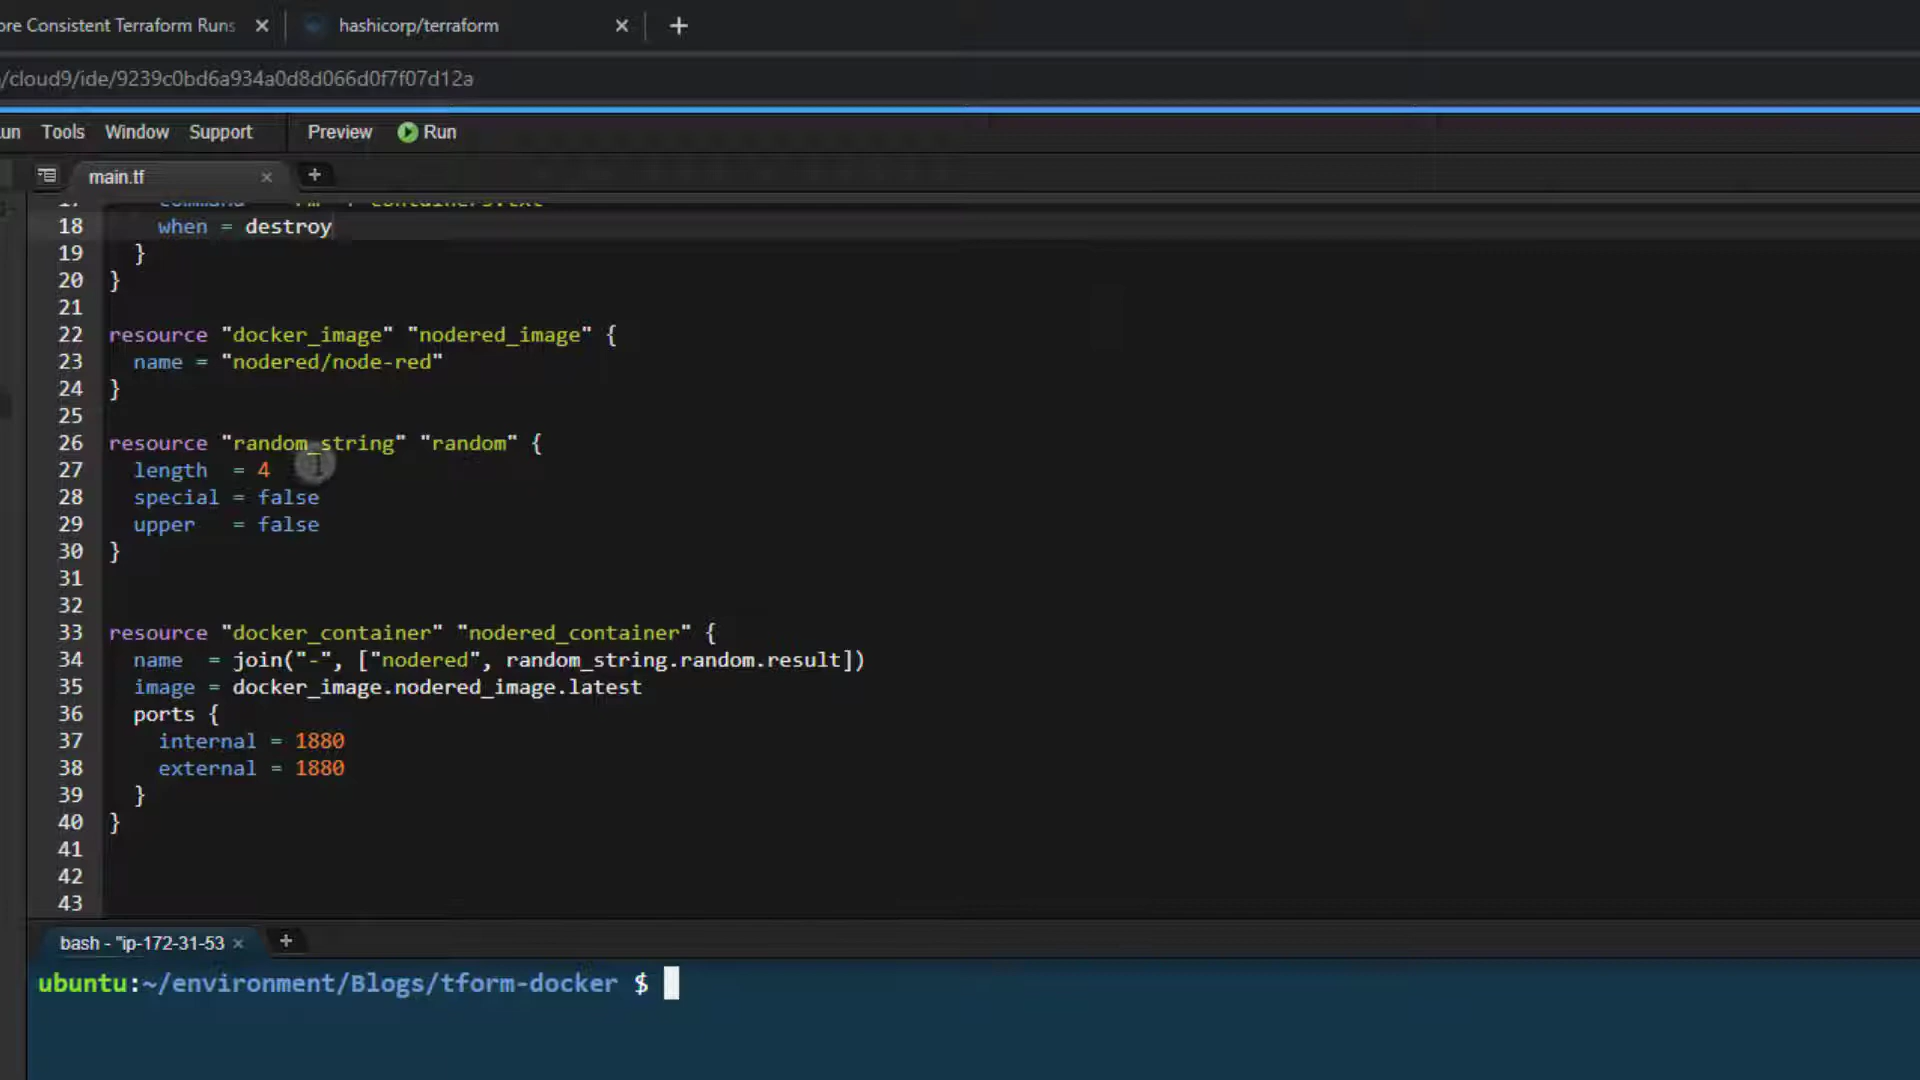 ore Consistent Terraform Runs
hashicorp/terraform
/cloud9/ide/9239c0bd6a934a0d8d066d0f7f07d12a
un Tools Window Support Preview Run
main.tf
18 when = destroy
19 }
20 }
21
22 resource "docker_image" "nodered_image" {
23 name = "nodered/node-red"
24 }
25
26 resource "random_string" "random" {
27 length = 4
28 special = false
29 upper = false
30 }
31
32
33 resource "docker_container" "nodered_container" {
34 name = join("-", ["nodered", random_string.random.result])
35 image = docker_image.nodered_image.latest
36 ports {
37 internal = 1880
38 external = 1880
39 }
40 }
41
42
43
bash - "ip-172-31-53
ubuntu:~/environment/Blogs/tform-docker $